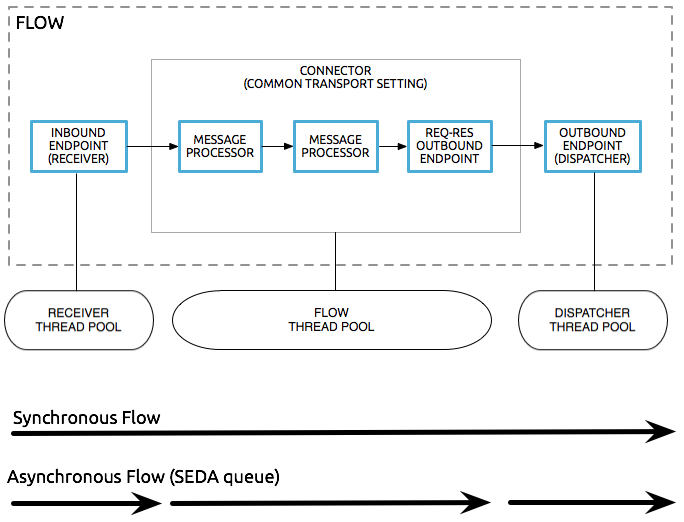 FLOW
CONNECTOR
(COMMON TRANSPORT SETTING)
INBOUND
ENDPOINT
(RECEIVER)
MESSAGE
PROCESSOR
MESSAGE
PROCESSOR
REQ-RES
OUTBOUND
ENDPOINT
OUTBOUND
ENDPOINT
(DISPATCHER)
RECEIVER
THREAD POOL
FLOW
THREAD POOL
DISPATCHER
THREAD POOL
Synchronous Flow
Asynchronous Flow (SEDA queue)